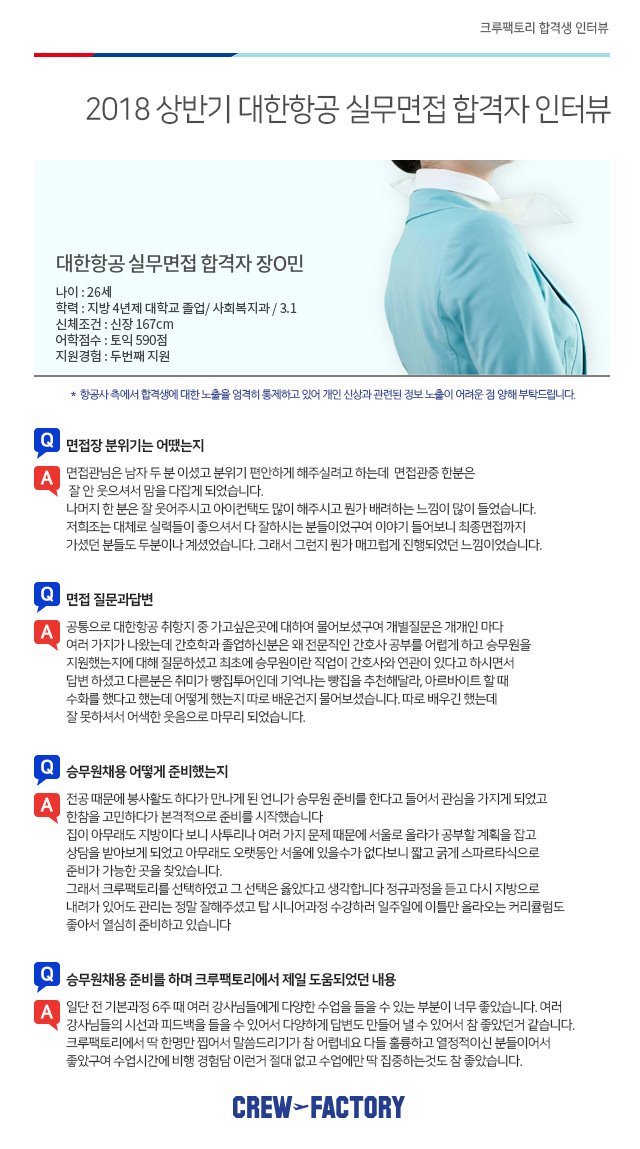 크루팩토리 합격생 인터뷰
2018 상반기 대한항공 실무면접 합격자 인터뷰
대한항공 실무면접 합격자 장O민
나이 : 26세
학력 : 지방 4년제 대학교 졸업/ 사회복지과 / 3.1
신체조건 : 신장 167cm
어학점수 : 토익 590점
지원경험 : 두번째 지원
* 항공사 측에서 합격생에 대한 노출을 엄격히 통제하고 있어 개인 신상과 관련된 정보 노출이 어려운 점 양해 부탁드립니다.
Q 면접장 분위기는 어땠는지
A 면접관님은 남자 두 분 이셨고 분위기 편안하게 해주실려고 하는데 면접관중 한분은
잘 안 웃으셔서 맘을 다잡게 되었습니다.
나머지 한 분은 잘 웃어주시고 아이컨택도 많이 해주시고 뭔가 배려하는 느낌이 많이 들었습니다.
저희조는 대체로 실력들이 좋으셔서 다 잘하시는 분들이었구여 이야기 들어보니 최종면접까지
가셨던 분들도 두분이나 계셨었습니다. 그래서 그런지 뭔가 매끄럽게 진행되었던 느낌이었습니다.
Q 면접 질문과답변
A 공통으로 대한항공 취항지 중 가고싶은곳에 대하여 물어보셨구여 개별질문은 개개인 마다
여러 가지가 나왔는데 간호학과 졸업하신분은 왜 전문직인 간호사 공부를 어렵게 하고 승무원을
지원했는지에 대해 질문하셨고 최초에 승무원이란 직업이 간호사와 연관이 있다고 하시면서
답변 하셨고 다른분은 취미가 빵집투어인데 기억나는 빵집을 추천해달라, 아르바이트 할 때
수화를 했다고 했는데 어떻게 했는지 따로 배운건지 물어보셨습니다. 따로 배우긴 했는데
잘 못하셔서 어색한 웃음으로 마무리 되었습니다.
Q 승무원채용 어떻게 준비했는지
A 전공 때문에 봉사활도 하다가 만나게 된 언니가 승무원 준비를 한다고 들어서 관심을 가지게 되었고
한참을 고민하다가 본격적으로 준비를 시작했습니다
집이 아무래도 지방이다 보니 사투리나 여러 가지 문제 때문에 서울로 올라가 공부할 계획을 잡고
상담을 받아보게 되었고 아무래도 오랫동안 서울에 있을수가 없다보니 짧고 굵게 스파르타식으로
준비가 가능한 곳을 찾았습니다.
그래서 크루팩토리를 선택하였고 그 선택은 옳았다고 생각합니다 정규과정을 듣고 다시 지방으로
내려가 있어도 관리는 정말 잘해주셨고 탑 시니어과정 수강하러 일주일에 이틀만 올라오는 커리큘럼도
좋아서 열심히 준비하고 있습니다
Q 승무원채용 준비를 하며 크루팩토리에서 제일 도움되었던 내용
A 일단 전 기본과정 6주 때 여러 강사님들에게 다양한 수업을 들을 수 있는 부분이 너무 좋았습니다. 여러
강사님들의 시선과 피드백을 들을 수 있어서 다양하게 답변도 만들어 낼 수 있어서 참 좋았던거 같습니다.
크루팩토리에서 딱 한명만 찝어서 말씀드리기가 참 어렵네요 다들 훌륭하고 열정적이신 분들이어서
좋았구여 수업시간에 비행 경험담 이런거 절대 없고 수업에만 딱 집중하는것도 참 좋았습니다.
CREW FACTORY